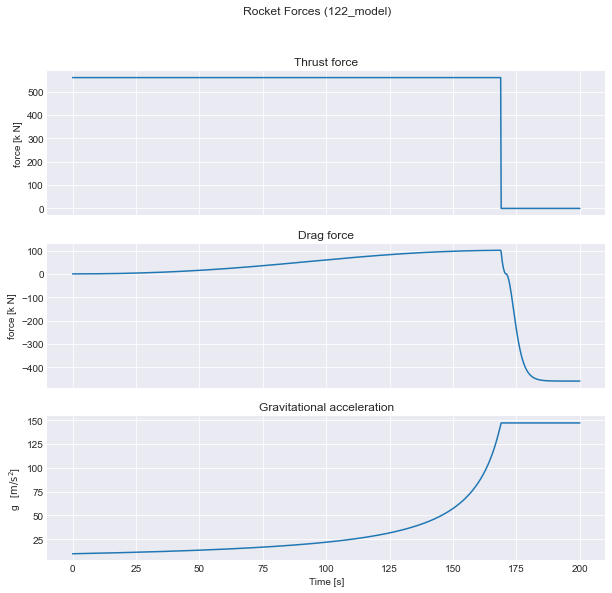 Rocket Forces (122_model)
Thrust force
500
400
300
200
100
0
force [k N]
Drag force
100
0
−100
−200
−300
−400
force [k N]
Gravitational acceleration
150
125
100
75
50
25
g [m/s²]
0 25 50 75 100 125 150 175 200
Time [s]